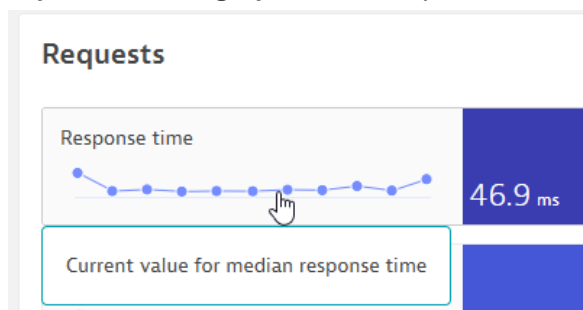 Requests
Response time
46.9 ms
Current value for median response time